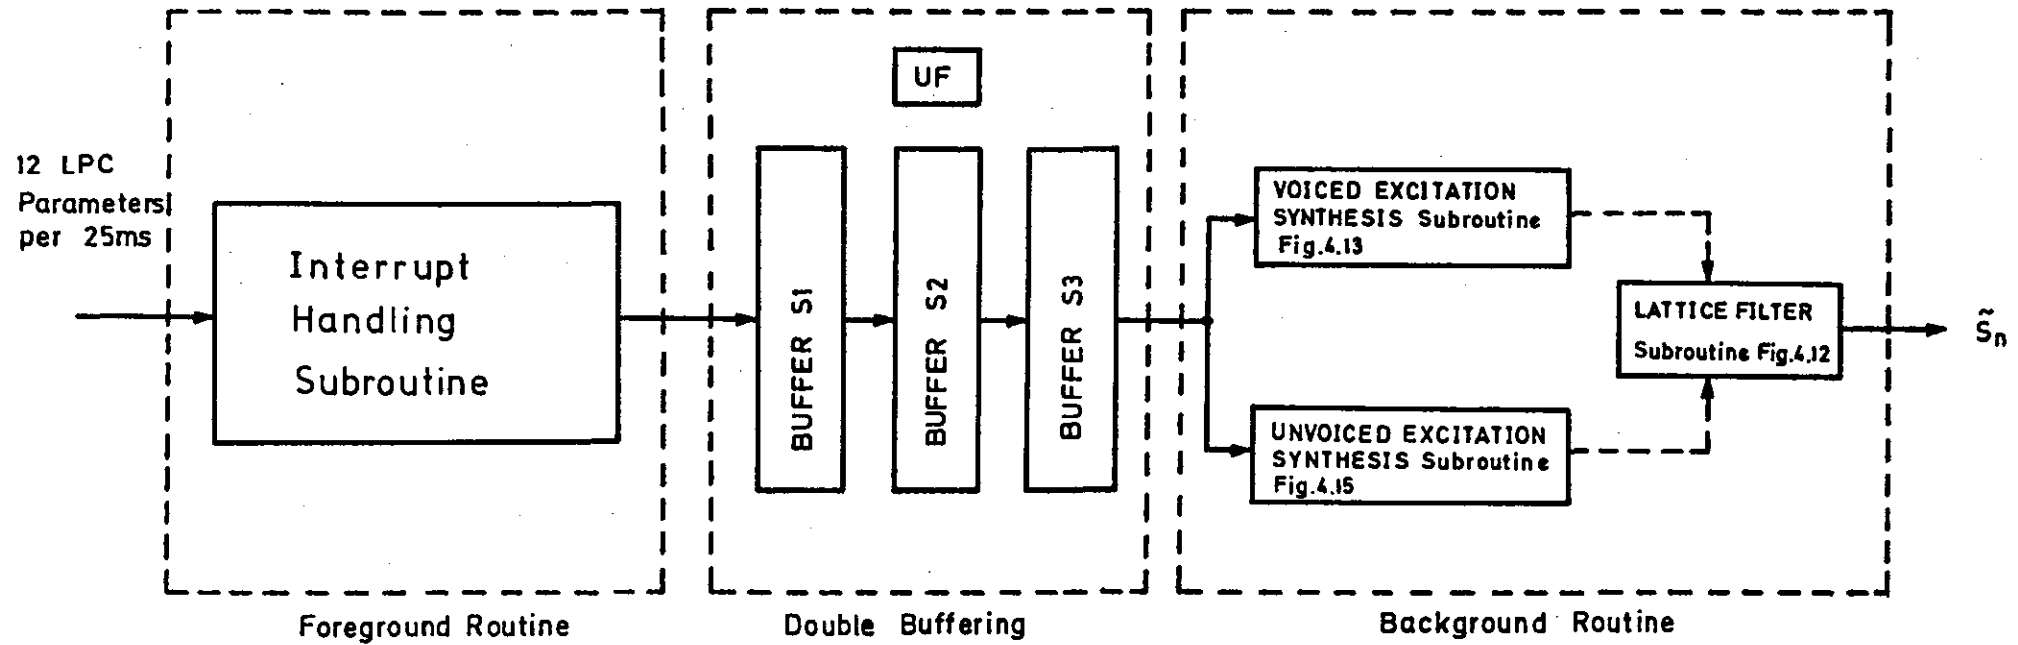 12 LPC
Parameters
per 25ms
Interrupt
Handling
Subroutine
Foreground Routine
UF
BUFFER S1
BUFFER S2
BUFFER S3
Double Buffering
VOICED EXCITATION
SYNTHESIS Subroutine
Fig.4.13
UNVOICED EXCITATION
SYNTHESIS Subroutine
Fig.4.15
LATTICE FILTER
Subroutine Fig.4.12
S̃n
Background Routine